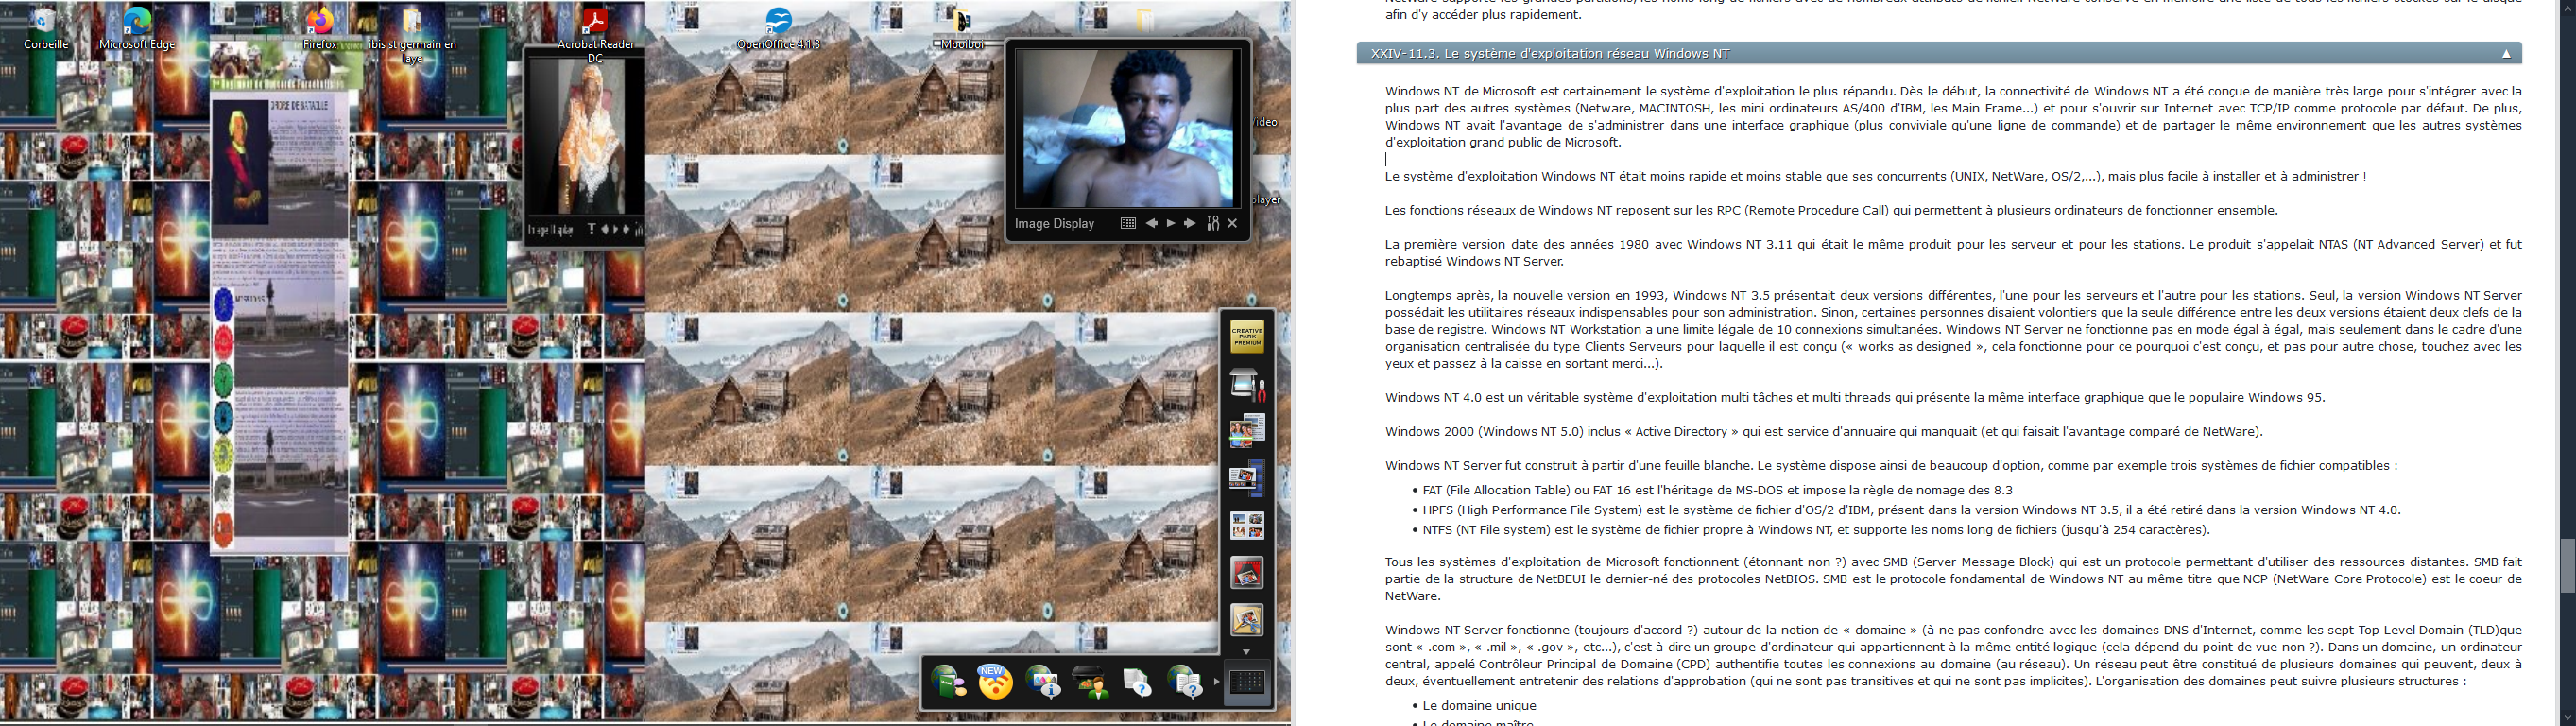 Corbeille
Microsoft Edge
Firefox
ibis st germain en
laye
Acrobat Reader
DC
OpenOffice 4.1.3
Mboiboi
Video
player
ORDRE DE BATAILLE
Image Display
Image Display
CREATIVE
PARK
PREMIUM
NEW
afin d'y accéder plus rapidement.
XXIV-11.3. Le système d'exploitation réseau Windows NT
Windows NT de Microsoft est certainement le système d'exploitation le plus répandu. Dès le début, la connectivité de Windows NT a été conçue de manière très large pour s'intégrer avec la
plus part des autres systèmes (Netware, MACINTOSH, les mini ordinateurs AS/400 d'IBM, les Main Frame...) et pour s'ouvrir sur Internet avec TCP/IP comme protocole par défaut. De plus,
Windows NT avait l'avantage de s'administrer dans une interface graphique (plus conviviale qu'une ligne de commande) et de partager le même environnement que les autres systèmes
d'exploitation grand public de Microsoft.
Le système d'exploitation Windows NT était moins rapide et moins stable que ses concurrents (UNIX, NetWare, OS/2,...), mais plus facile à installer et à administrer !
Les fonctions réseaux de Windows NT reposent sur les RPC (Remote Procedure Call) qui permettent à plusieurs ordinateurs de fonctionner ensemble.
La première version date des années 1980 avec Windows NT 3.11 qui était le même produit pour les serveur et pour les stations. Le produit s'appelait NTAS (NT Advanced Server) et fut
rebaptisé Windows NT Server.
Longtemps après, la nouvelle version en 1993, Windows NT 3.5 présentait deux versions différentes, l'une pour les serveurs et l'autre pour les stations. Seul, la version Windows NT Server
possédait les utilitaires réseaux indispensables pour son administration. Sinon, certaines personnes disaient volontiers que la seule différence entre les deux versions étaient deux clefs de la
base de registre. Windows NT Workstation a une limite légale de 10 connexions simultanées. Windows NT Server ne fonctionne pas en mode égal à égal, mais seulement dans le cadre d'une
organisation centralisée du type Clients Serveurs pour laquelle il est conçu (« works as designed », cela fonctionne pour ce pourquoi c'est conçu, et pas pour autre chose, touchez avec les
yeux et passez à la caisse en sortant merci...).
Windows NT 4.0 est un véritable système d'exploitation multi tâches et multi threads qui présente la même interface graphique que le populaire Windows 95.
Windows 2000 (Windows NT 5.0) inclus « Active Directory » qui est service d'annuaire qui manquait (et qui faisait l'avantage comparé de NetWare).
Windows NT Server fut construit à partir d'une feuille blanche. Le système dispose ainsi de beaucoup d'option, comme par exemple trois systèmes de fichier compatibles :
• FAT (File Allocation Table) ou FAT 16 est l'héritage de MS-DOS et impose la règle de nomage des 8.3
• HPFS (High Performance File System) est le système de fichier d'OS/2 d'IBM, présent dans la version Windows NT 3.5, il a été retiré dans la version Windows NT 4.0.
• NTFS (NT File system) est le système de fichier propre à Windows NT, et supporte les noms long de fichiers (jusqu'à 254 caractères).
Tous les systèmes d'exploitation de Microsoft fonctionnent (étonnant non ?) avec SMB (Server Message Block) qui est un protocole permettant d'utiliser des ressources distantes. SMB fait
partie de la structure de NetBEUI le dernier-né des protocoles NetBIOS. SMB est le protocole fondamental de Windows NT au même titre que NCP (NetWare Core Protocole) est le coeur de
NetWare.
Windows NT Server fonctionne (toujours d'accord ?) autour de la notion de « domaine » (à ne pas confondre avec les domaines DNS d'Internet, comme les sept Top Level Domain (TLD)que
sont « .com », « .mil », « .gov », etc...), c'est à dire un groupe d'ordinateur qui appartiennent à la même entité logique (cela dépend du point de vue non ?). Dans un domaine, un ordinateur
central, appelé Contrôleur Principal de Domaine (CPD) authentifie toutes les connexions au domaine (au réseau). Un réseau peut être constitué de plusieurs domaines qui peuvent, deux à
deux, éventuellement entretenir des relations d'approbation (qui ne sont pas transitives et qui ne sont pas implicites). L'organisation des domaines peut suivre plusieurs structures :
• Le domaine unique
• Le domaine maître